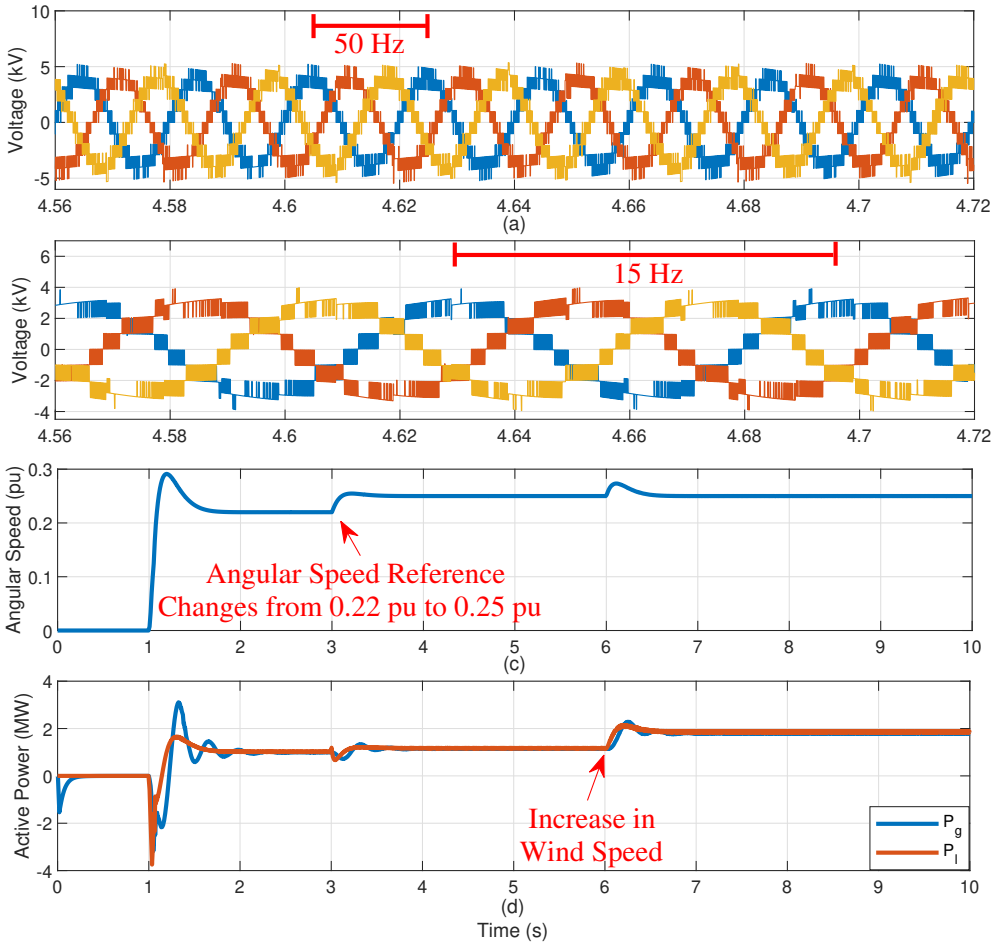 10
5
0
-5
Voltage (kV)
50 Hz
4.56 4.58 4.6 4.62 4.64 4.66 4.68 4.7 4.72
(a)
6
4
2
0
-2
-4
Voltage (kV)
15 Hz
4.56 4.58 4.6 4.62 4.64 4.66 4.68 4.7 4.72
0.3
0.2
0.1
0
Angular Speed (pu)
Angular Speed Reference
Changes from 0.22 pu to 0.25 pu
0 1 2 3 4 5 6 7 8 9 10
(c)
4
2
0
-2
-4
Active Power (MW)
Increase in
Wind Speed
P_g
P_l
0 1 2 3 4 5 6 7 8 9 10
(d)
Time (s)